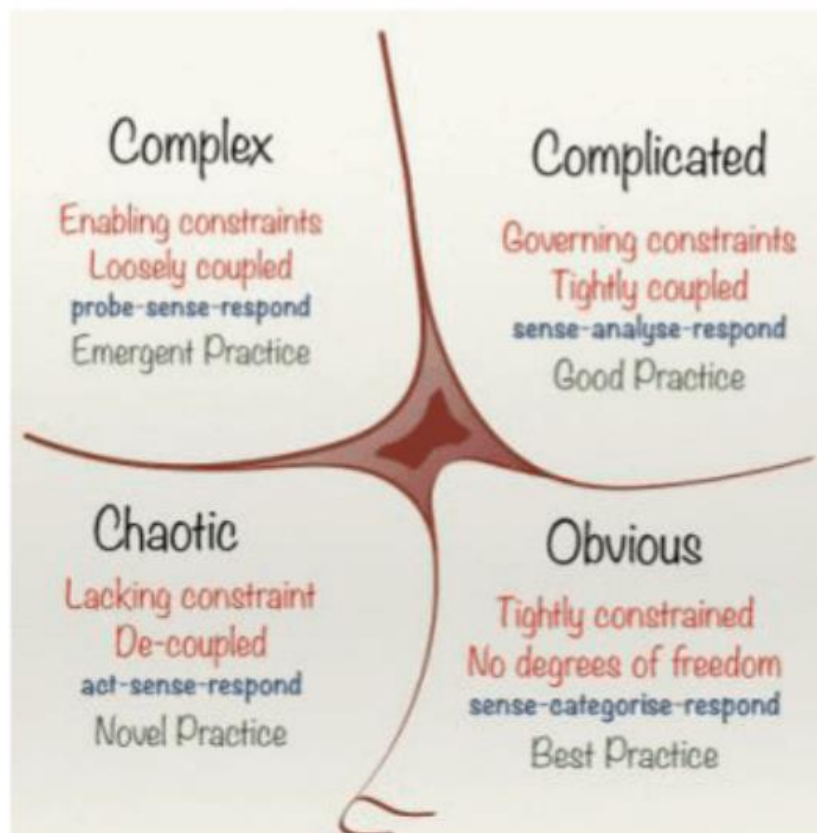 Complex
Enabling constraints
Loosely coupled
probe-sense-respond
Emergent Practice
Complicated
Governing constraints
Tightly coupled
sense-analyse-respond
Good Practice
Chaotic
Lacking constraint
De-coupled
act-sense-respond
Novel Practice
Obvious
Tightly constrained
No degrees of freedom
sense-categorise-respond
Best Practice